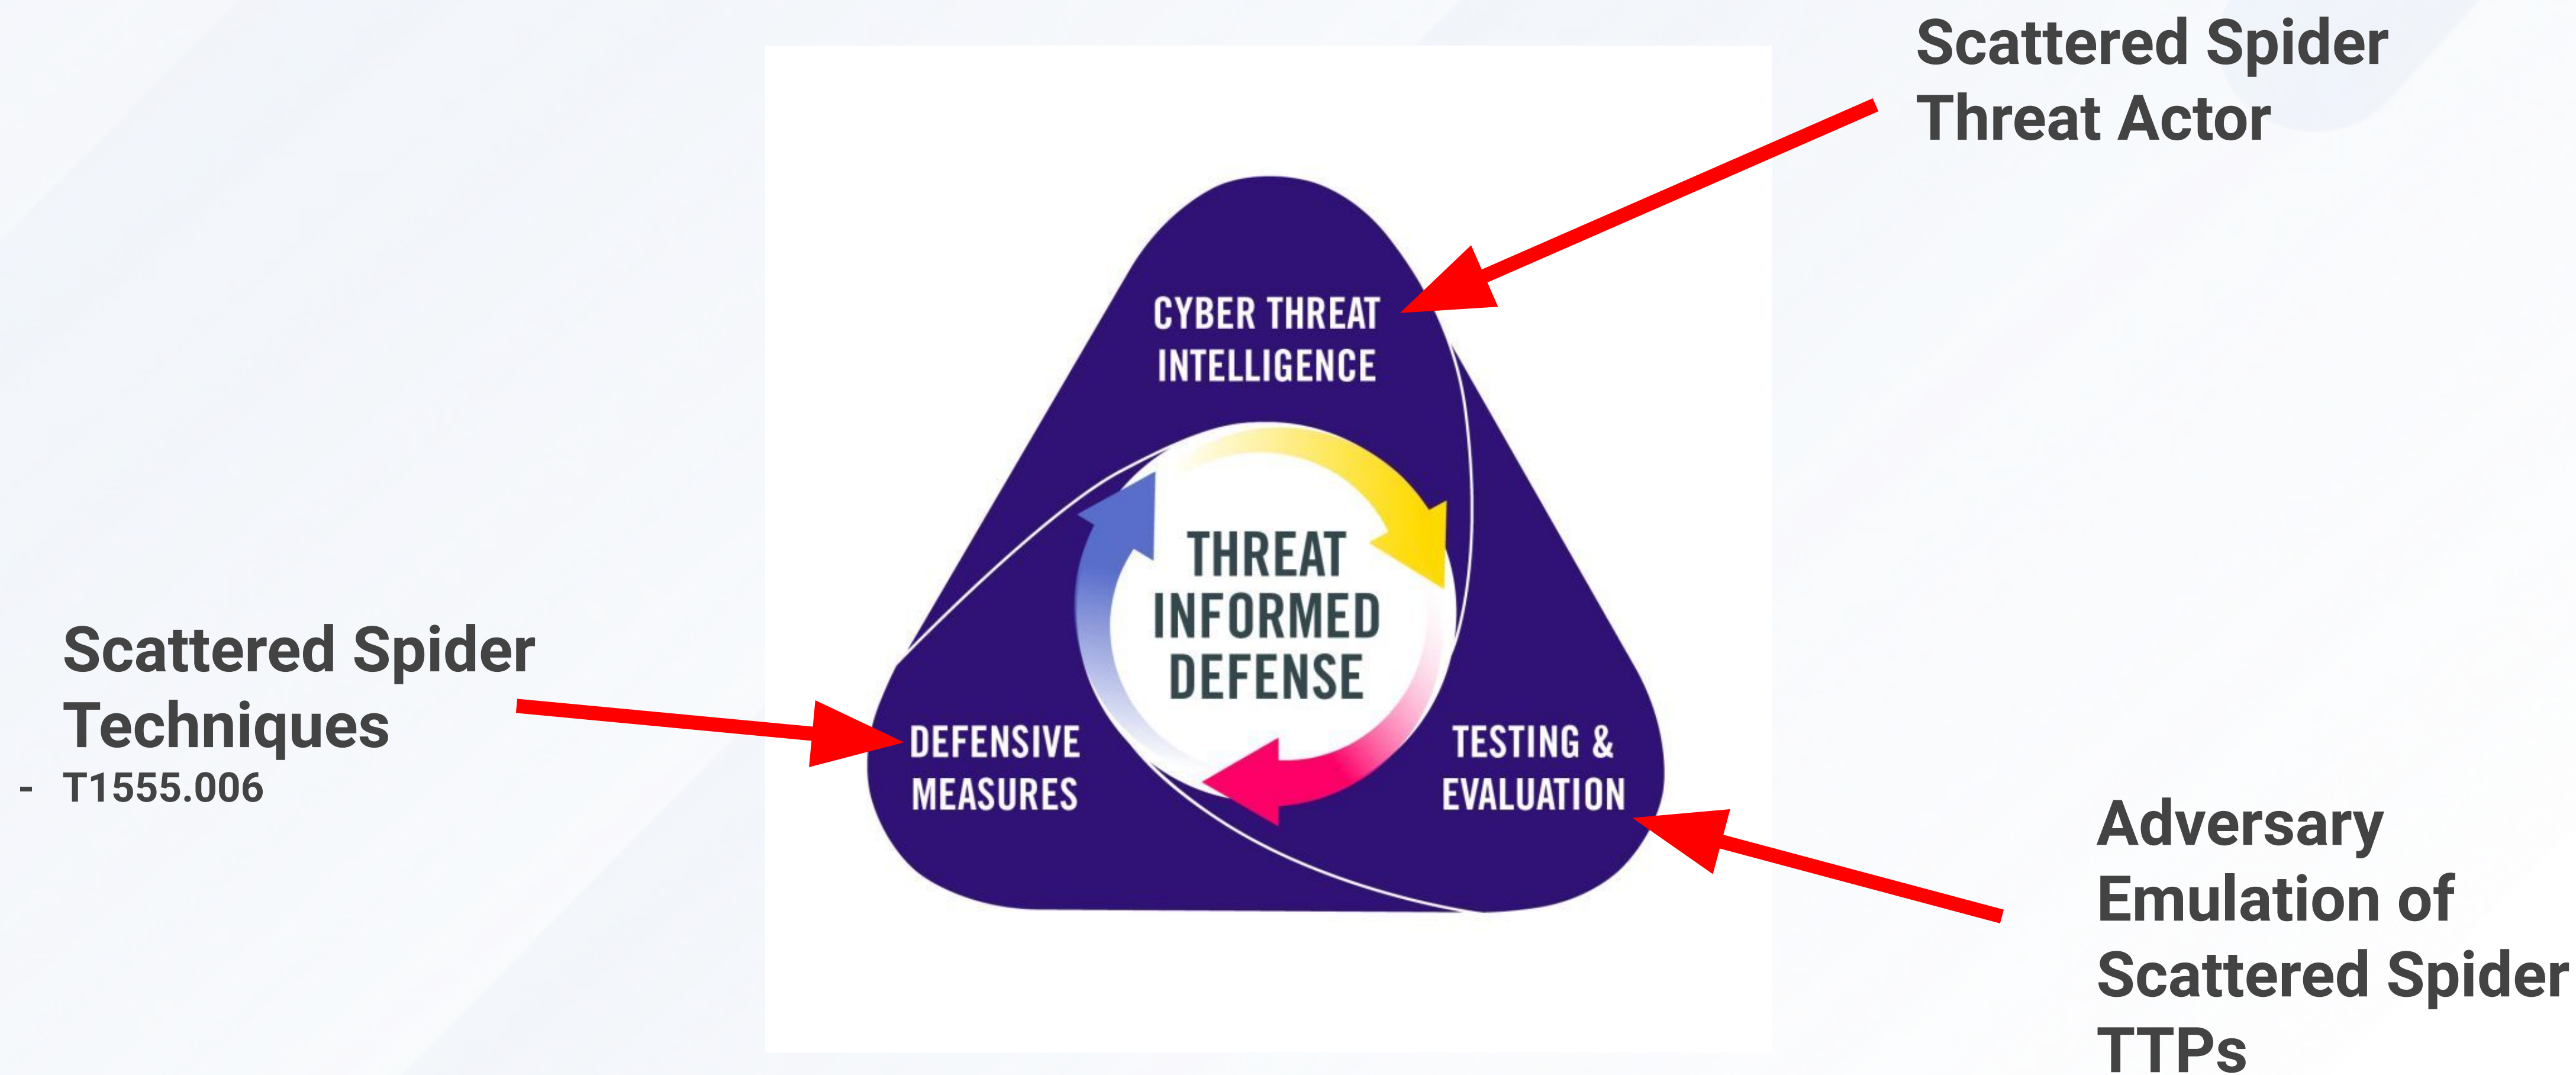 Scattered Spider
Threat Actor
CYBER THREAT
INTELLIGENCE
THREAT
INFORMED
DEFENSE
Scattered Spider
Techniques
- T1555.006
DEFENSIVE
MEASURES
TESTING &
EVALUATION
Adversary
Emulation of
Scattered Spider
TTPs